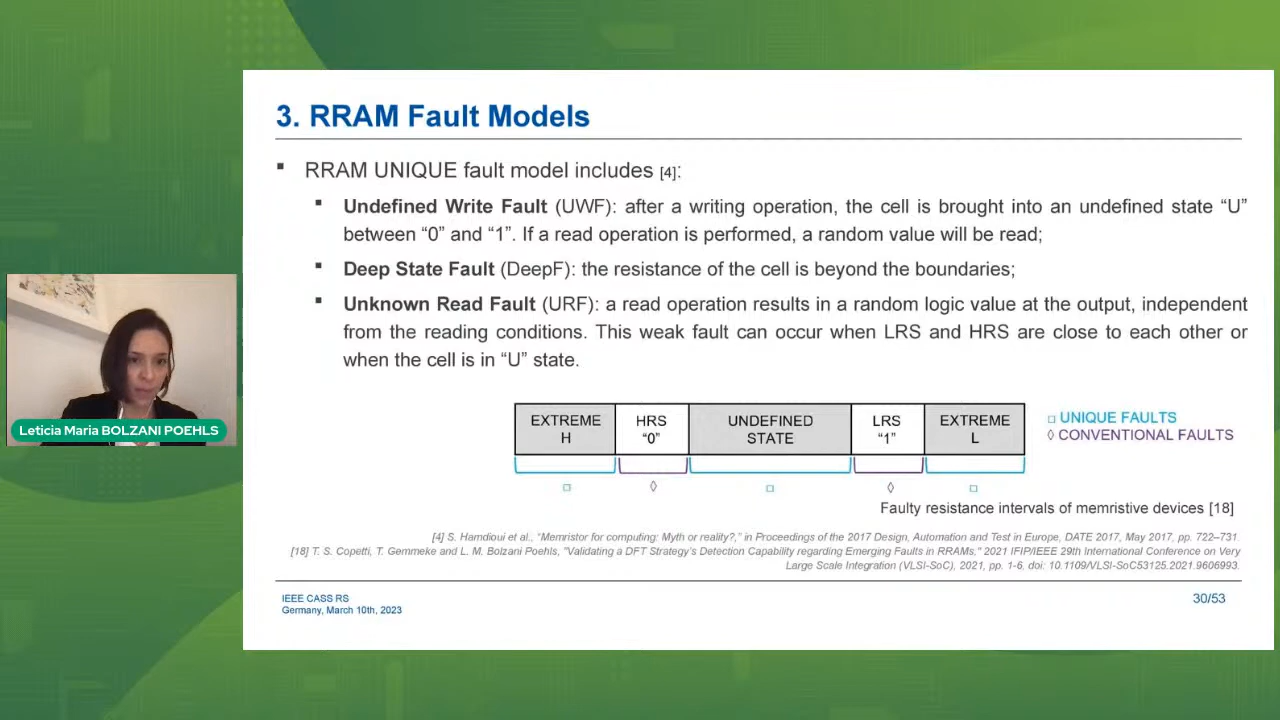 3. RRAM Fault Models
▪ RRAM UNIQUE fault model includes [4]:
▪ Undefined Write Fault (UWF): after a writing operation, the cell is brought into an undefined state “U”
between “0” and “1”. If a read operation is performed, a random value will be read;
▪ Deep State Fault (DeepF): the resistance of the cell is beyond the boundaries;
▪ Unknown Read Fault (URF): a read operation results in a random logic value at the output, independent
from the reading conditions. This weak fault can occur when LRS and HRS are close to each other or
when the cell is in “U” state.
EXTREME
H
HRS
“0”
UNDEFINED
STATE
LRS
“1”
EXTREME
L
□ UNIQUE FAULTS
◊ CONVENTIONAL FAULTS
□ ◊ □ ◊ □
Faulty resistance intervals of memristive devices [18]
[4] S. Hamdioui et al., “Memristor for computing: Myth or reality?,” in Proceedings of the 2017 Design, Automation and Test in Europe, DATE 2017, May 2017, pp. 722–731.
[18] T. S. Copetti, T. Gemmeke and L. M. Bolzani Poehls, "Validating a DFT Strategy's Detection Capability regarding Emerging Faults in RRAMs," 2021 IFIP/IEEE 29th International Conference on Very
Large Scale Integration (VLSI-SoC), 2021, pp. 1-6, doi: 10.1109/VLSI-SoC53125.2021.9606993.
IEEE CASS RS
Germany, March 10th, 2023
30/53
Leticia Maria BOLZANI POEHLS